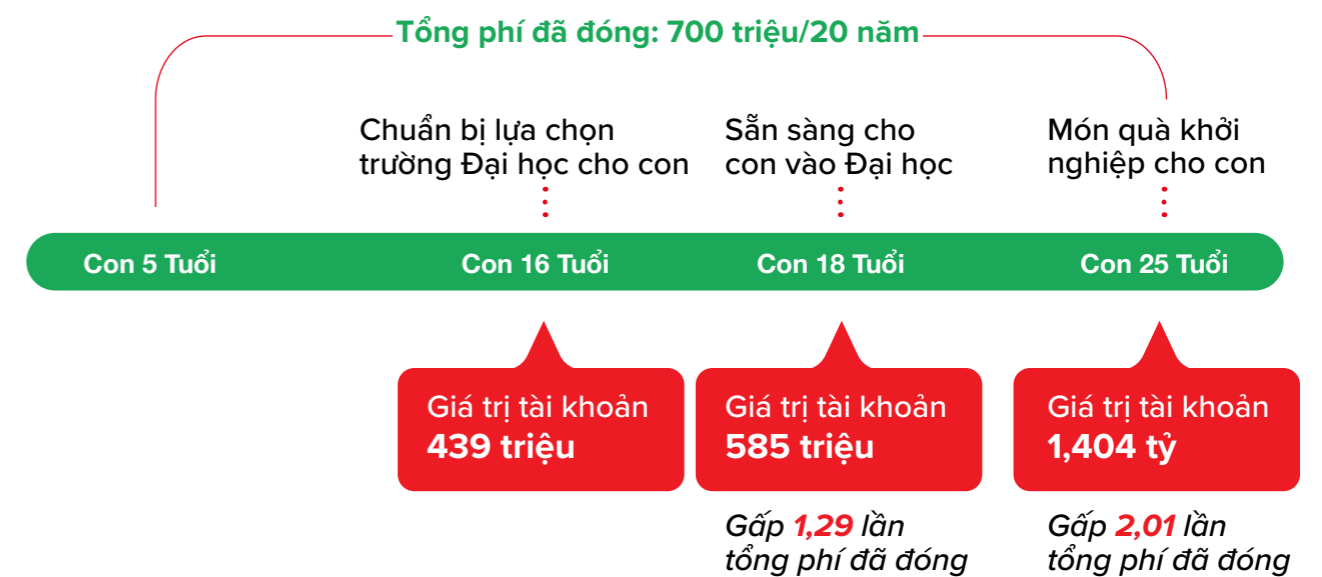 Tổng phí đã đóng: 700 triệu/20 năm
Chuẩn bị lựa chọn
trường Đại học cho con
Sẵn sàng cho
con vào Đại học
Món quà khởi
nghiệp cho con
Con 5 Tuổi
Con 16 Tuổi
Con 18 Tuổi
Con 25 Tuổi
Giá trị tài khoản
439 triệu
Giá trị tài khoản
585 triệu
Giá trị tài khoản
1,404 tỷ
Gấp 1,29 lần
tổng phí đã đóng
Gấp 2,01 lần
tổng phí đã đóng